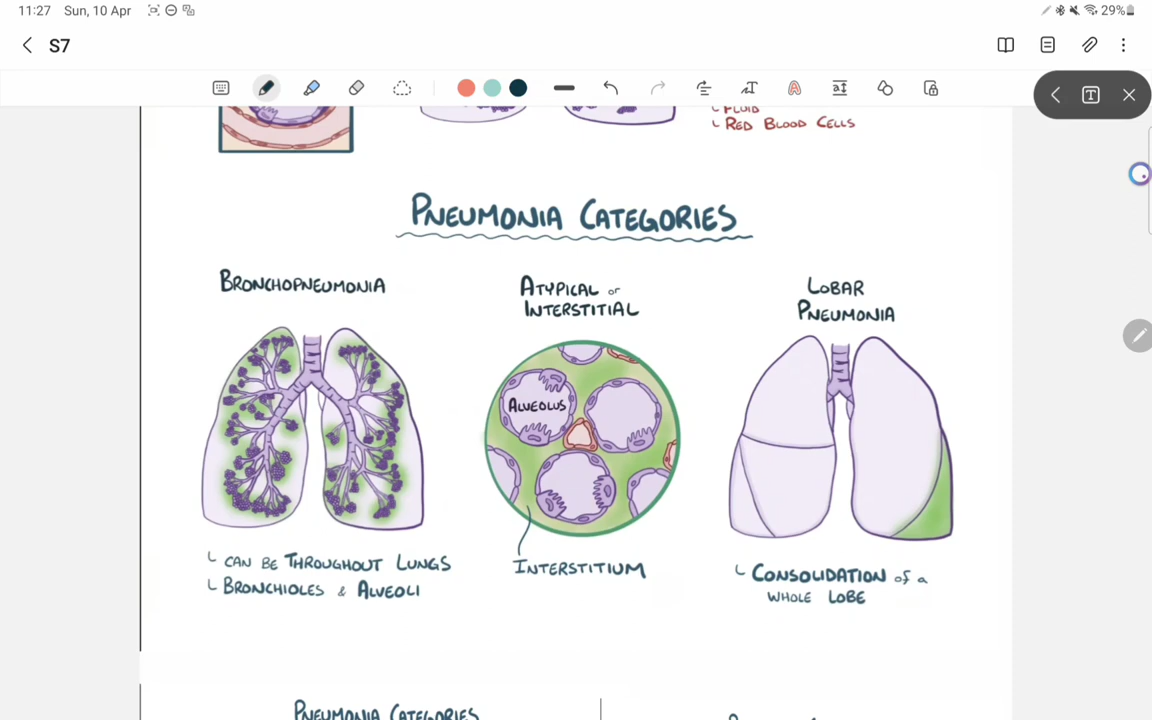 11:27 Sun, 10 Apr
29%
S7
FLUID
RED BLOOD CELLS
PNEUMONIA CATEGORIES
BRONCHOPNEUMONIA
ATYPICAL or
INTERSTITIAL
LOBAR
PNEUMONIA
ALVEOLUS
CAN BE THROUGHOUT LUNGS
BRONCHIOLES & ALVEOLI
INTERSTITIUM
CONSOLIDATION of a
WHOLE LOBE
PNEUMONIA CATEGORIES